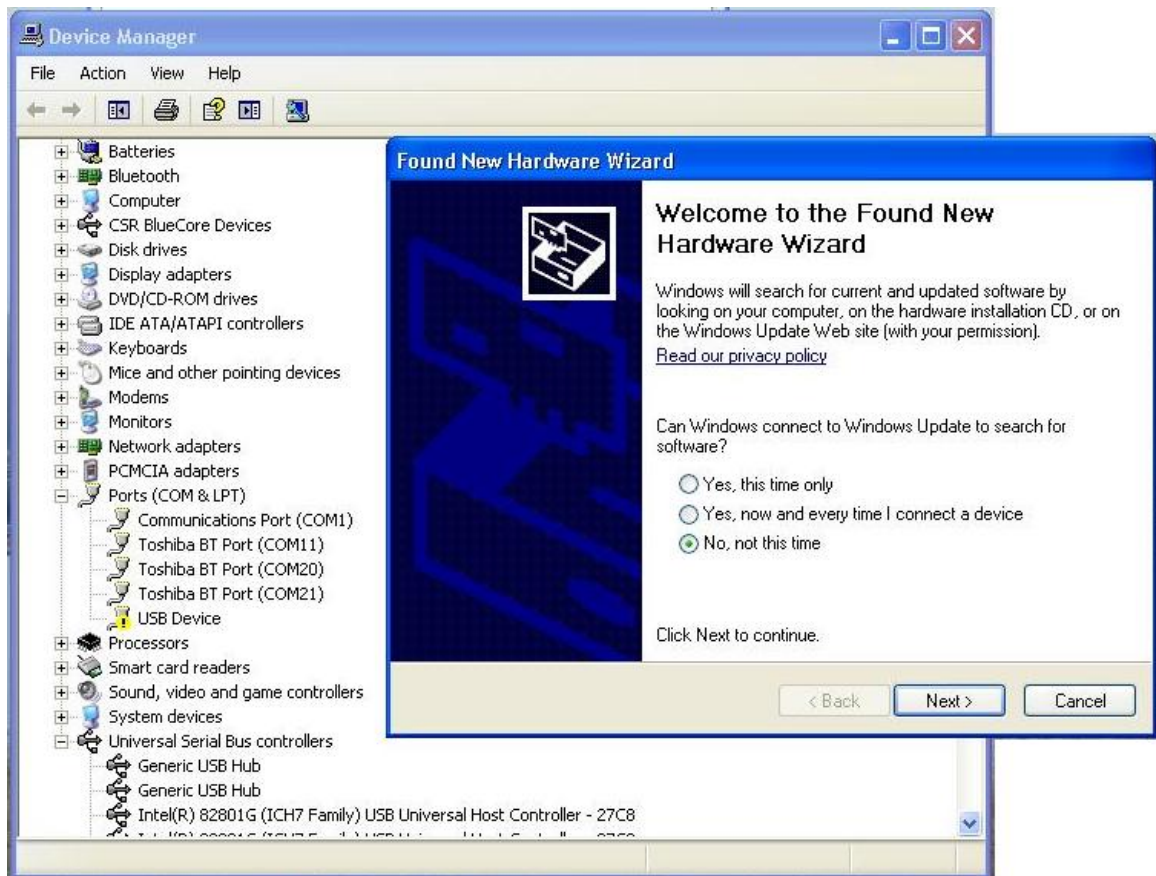 Device Manager
File Action View Help
Batteries
Bluetooth
Computer
CSR BlueCore Devices
Disk drives
Display adapters
DVD/CD-ROM drives
IDE ATA/ATAPI controllers
Keyboards
Mice and other pointing devices
Modems
Monitors
Network adapters
PCMCIA adapters
Ports (COM & LPT)
Communications Port (COM1)
Toshiba BT Port (COM11)
Toshiba BT Port (COM20)
Toshiba BT Port (COM21)
USB Device
Processors
Smart card readers
Sound, video and game controllers
System devices
Universal Serial Bus controllers
Generic USB Hub
Generic USB Hub
Intel(R) 82801G (ICH7 Family) USB Universal Host Controller - 27C8
Found New Hardware Wizard
Welcome to the Found New
Hardware Wizard
Windows will search for current and updated software by
looking on your computer, on the hardware installation CD, or on
the Windows Update Web site (with your permission).
Read our privacy policy
Can Windows connect to Windows Update to search for
software?
Yes, this time only
Yes, now and every time I connect a device
No, not this time
Click Next to continue.
< Back Next > Cancel